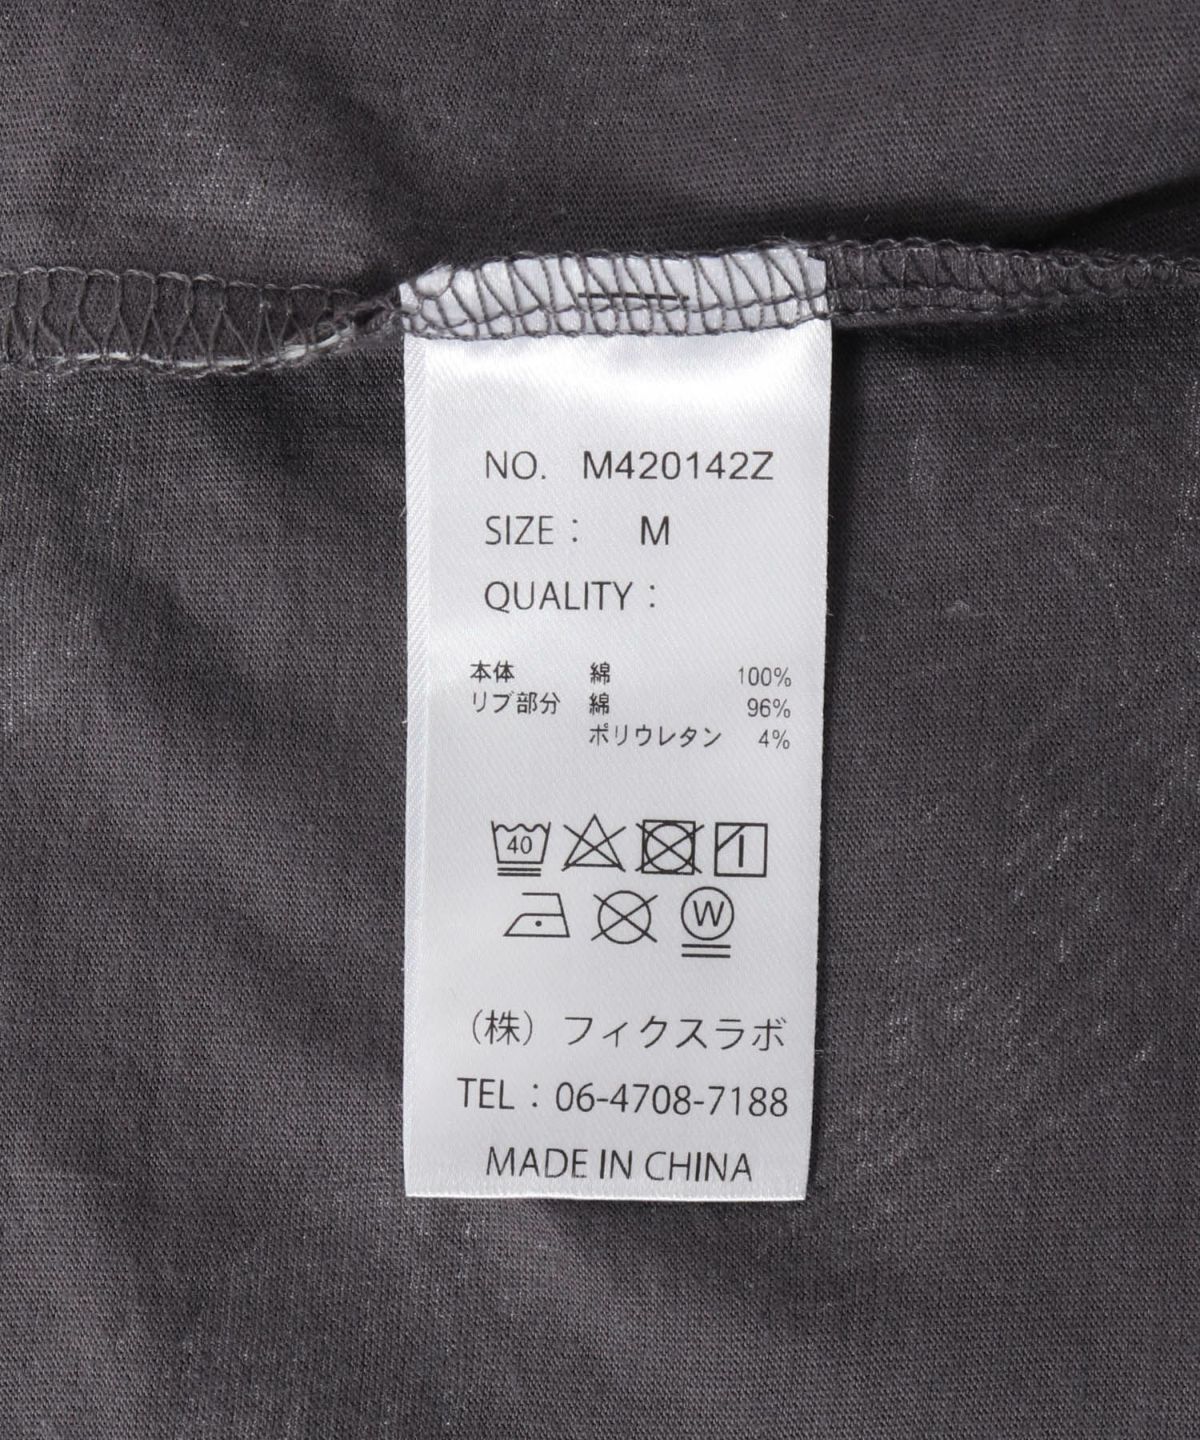 NO. M420142Z
SIZE： M
QUALITY：
本体 綿 100%
リブ部分 綿 96%
ポリウレタン 4%
40
W
（株）フィクスラボ
TEL：06-4708-7188
MADE IN CHINA